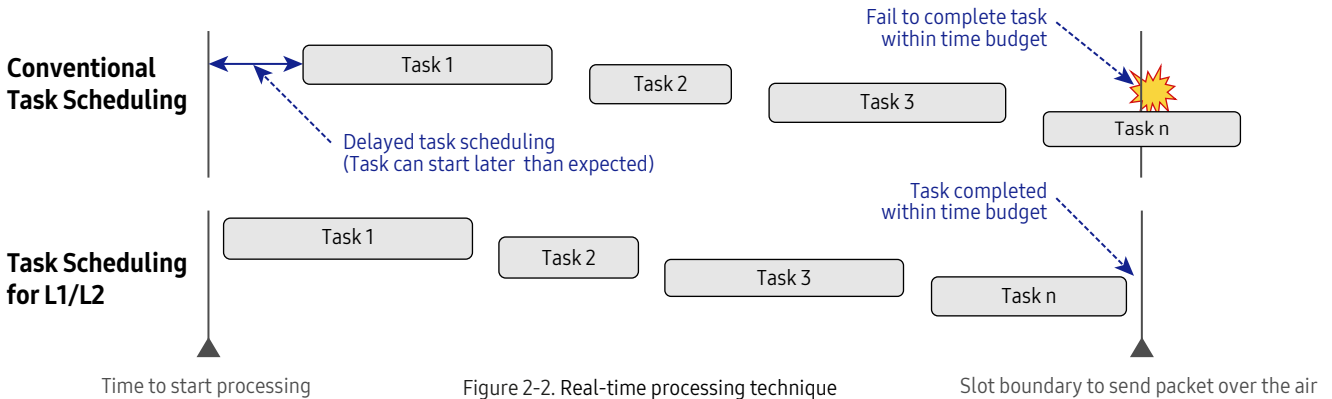 Fail to complete task
within time budget
Conventional
Task Scheduling
Task 1
Task 2
Task 3
Task n
Delayed task scheduling
(Task can start later than expected)
Task completed
within time budget
Task Scheduling
for L1/L2
Task 1
Task 2
Task 3
Task n
Time to start processing
Figure 2-2. Real-time processing technique
Slot boundary to send packet over the air